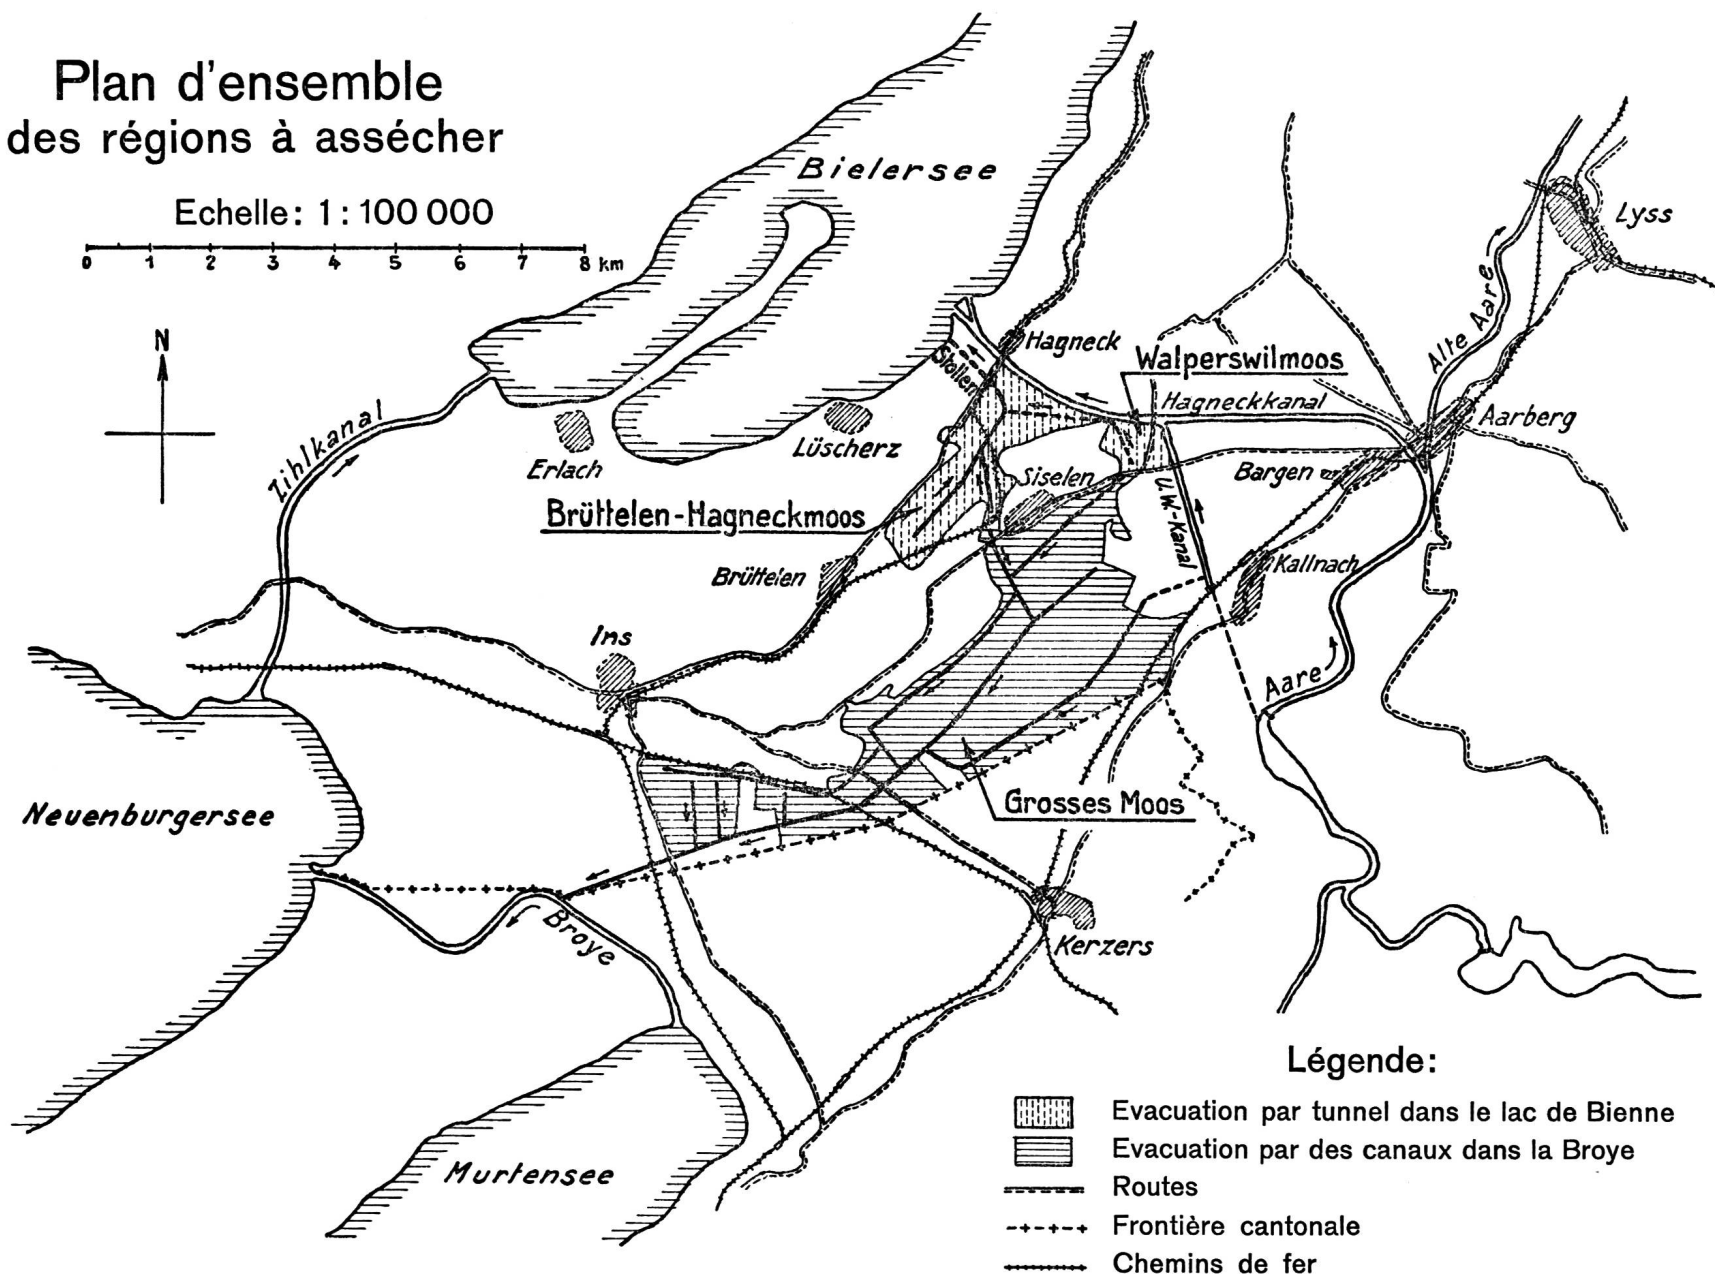 Plan d'ensemble
des régions à assécher
Echelle: 1 : 100 000
0 1 2 3 4 5 6 7 8 km
N
Bielersee
Lyss
Alte Aare
Hagneck
Walperswilmoos
Stollen
Hagneckkanal
Aarberg
Zihlkanal
Lüscherz
Erlach
Siselen
Bargen
U.W-Kanal
Brüttelen-Hagneckmoos
Brüttelen
Kallnach
Ins
Aare
Neuenburgersee
Grosses Moos
Broye
Kerzers
Murtensee
Légende:
Evacuation par tunnel dans le lac de Bienne
Evacuation par des canaux dans la Broye
Routes
Frontière cantonale
Chemins de fer